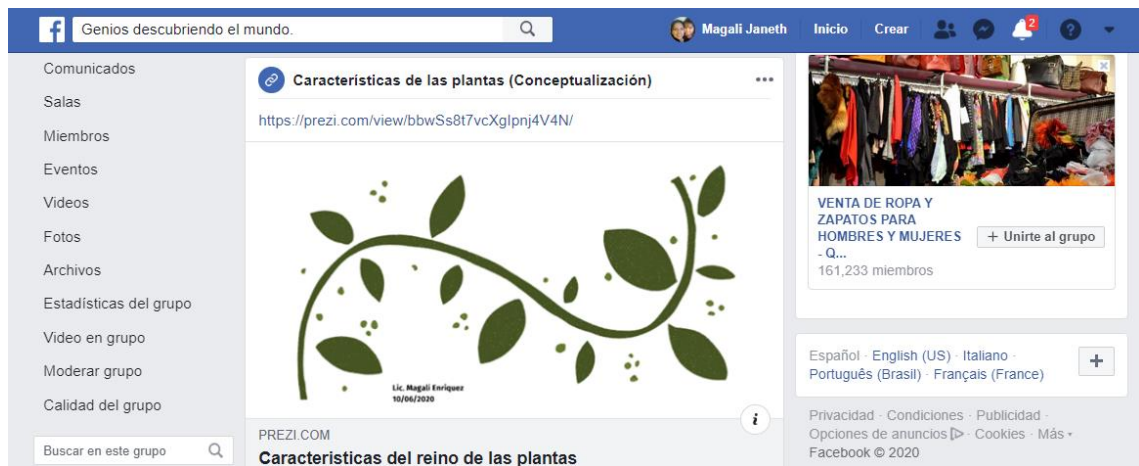 f
Genios descubriendo el mundo.
Magali Janeth
Inicio
Crear
2
?
Comunicados
Salas
Miembros
Eventos
Videos
Fotos
Archivos
Estadísticas del grupo
Video en grupo
Moderar grupo
Calidad del grupo
Buscar en este grupo
Características de las plantas (Conceptualización)
https://prezi.com/view/bbwSs8t7vcXgIpnj4V4N/
Lic. Magali Enriquez
10/06/2020
i
PREZI.COM
Características del reino de las plantas
VENTA DE ROPA Y
ZAPATOS PARA
HOMBRES Y MUJERES
- Q...
+ Unirte al grupo
161,233 miembros
Español · English (US) · Italiano ·
Português (Brasil) · Français (France)
Privacidad · Condiciones · Publicidad ·
Opciones de anuncios · Cookies · Más
Facebook © 2020